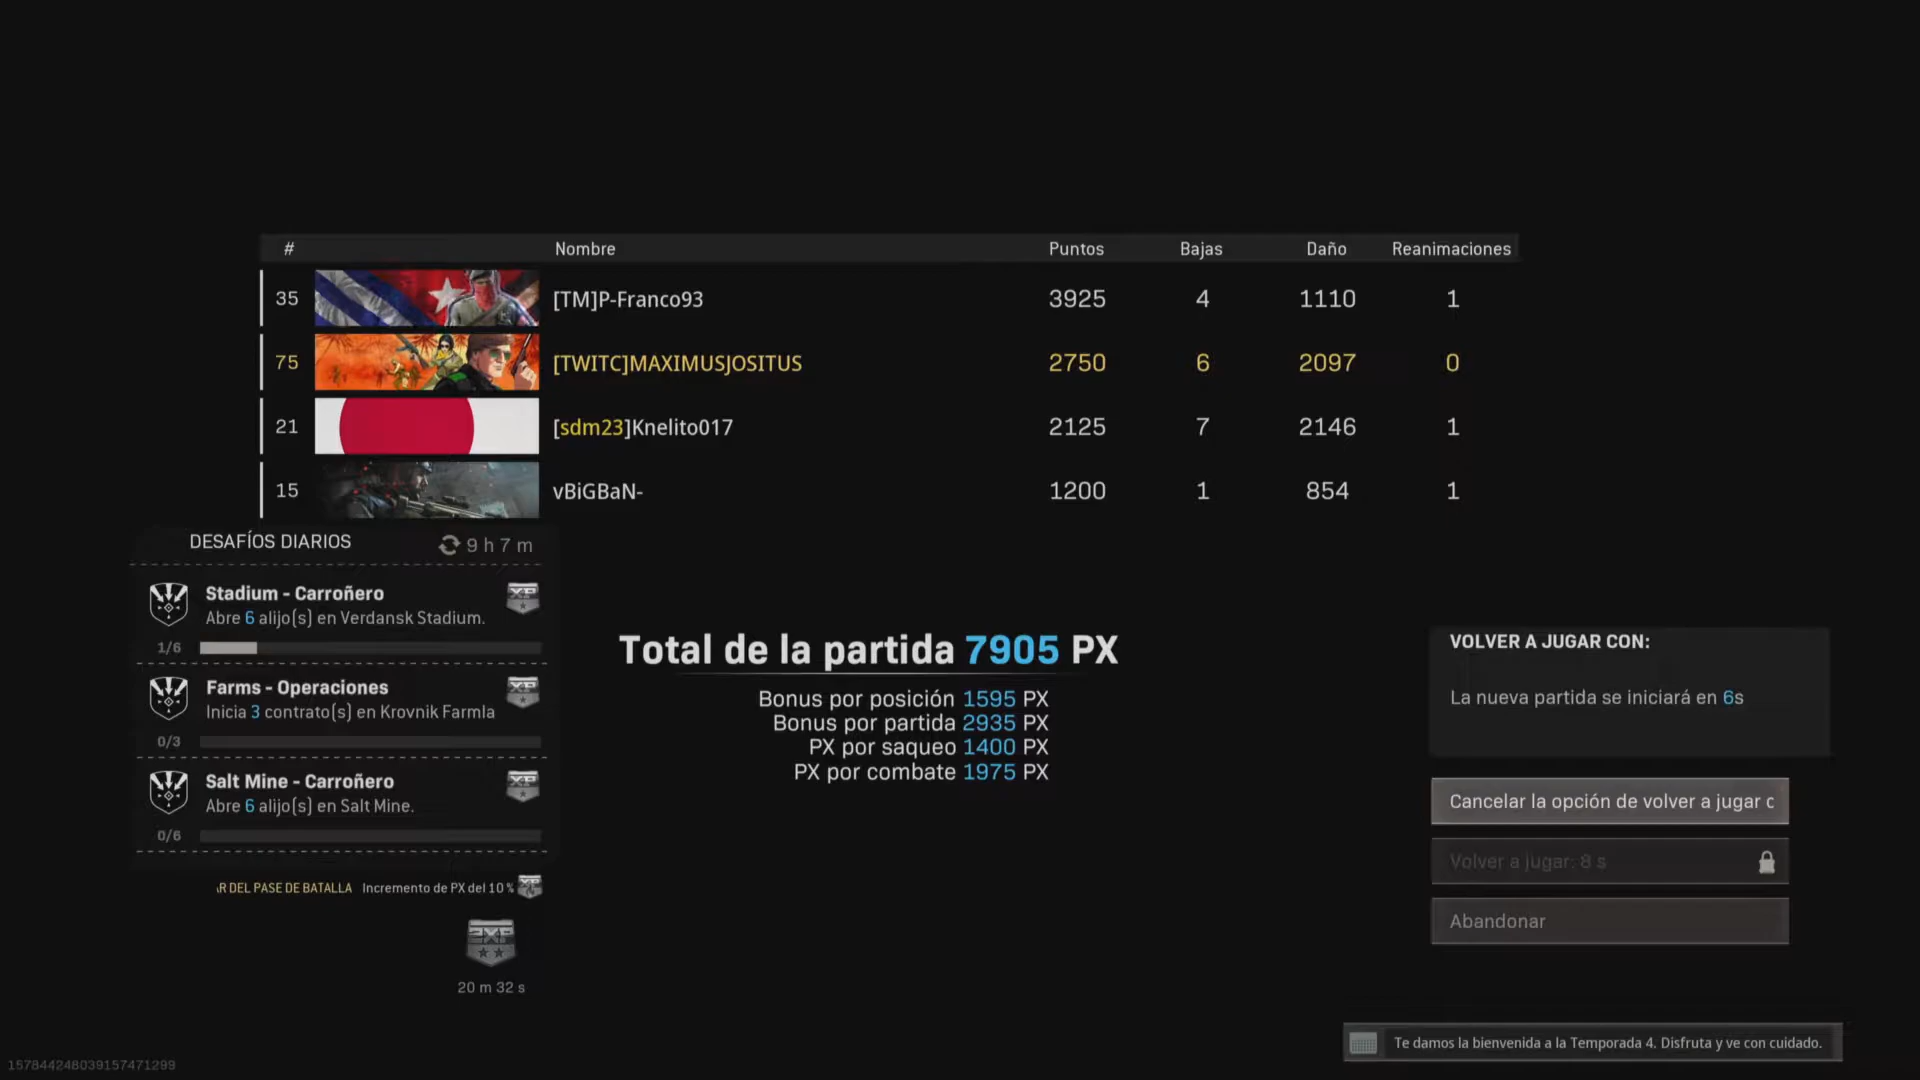 # Nombre Puntos Bajas Daño Reanimaciones
35 [TM]P-Franco93 3925 4 1110 1
75 [TWITC]MAXIMUSJOSITUS 2750 6 2097 0
21 [sdm23]Knelito017 2125 7 2146 1
15 vBiGBaN- 1200 1 854 1
DESAFÍOS DIARIOS 9 h 7 m
Stadium - Carroñero
XP
Abre 6 alijo(s) en Verdansk Stadium.
1/6
Farms - Operaciones
XP
Inicia 3 contrato(s) en Krovnik Farmla
0/3
Salt Mine - Carroñero
XP
Abre 6 alijo(s) en Salt Mine.
0/6
R DEL PASE DE BATALLA Incremento de PX del 10 % XP
2XP
20 m 32 s
Total de la partida 7905 PX
Bonus por posición 1595 PX
Bonus por partida 2935 PX
PX por saqueo 1400 PX
PX por combate 1975 PX
VOLVER A JUGAR CON:
La nueva partida se iniciará en 6s
Cancelar la opción de volver a jugar c
Volver a jugar: 8 s
Abandonar
Te damos la bienvenida a la Temporada 4. Disfruta y ve con cuidado.
157844248039157471299